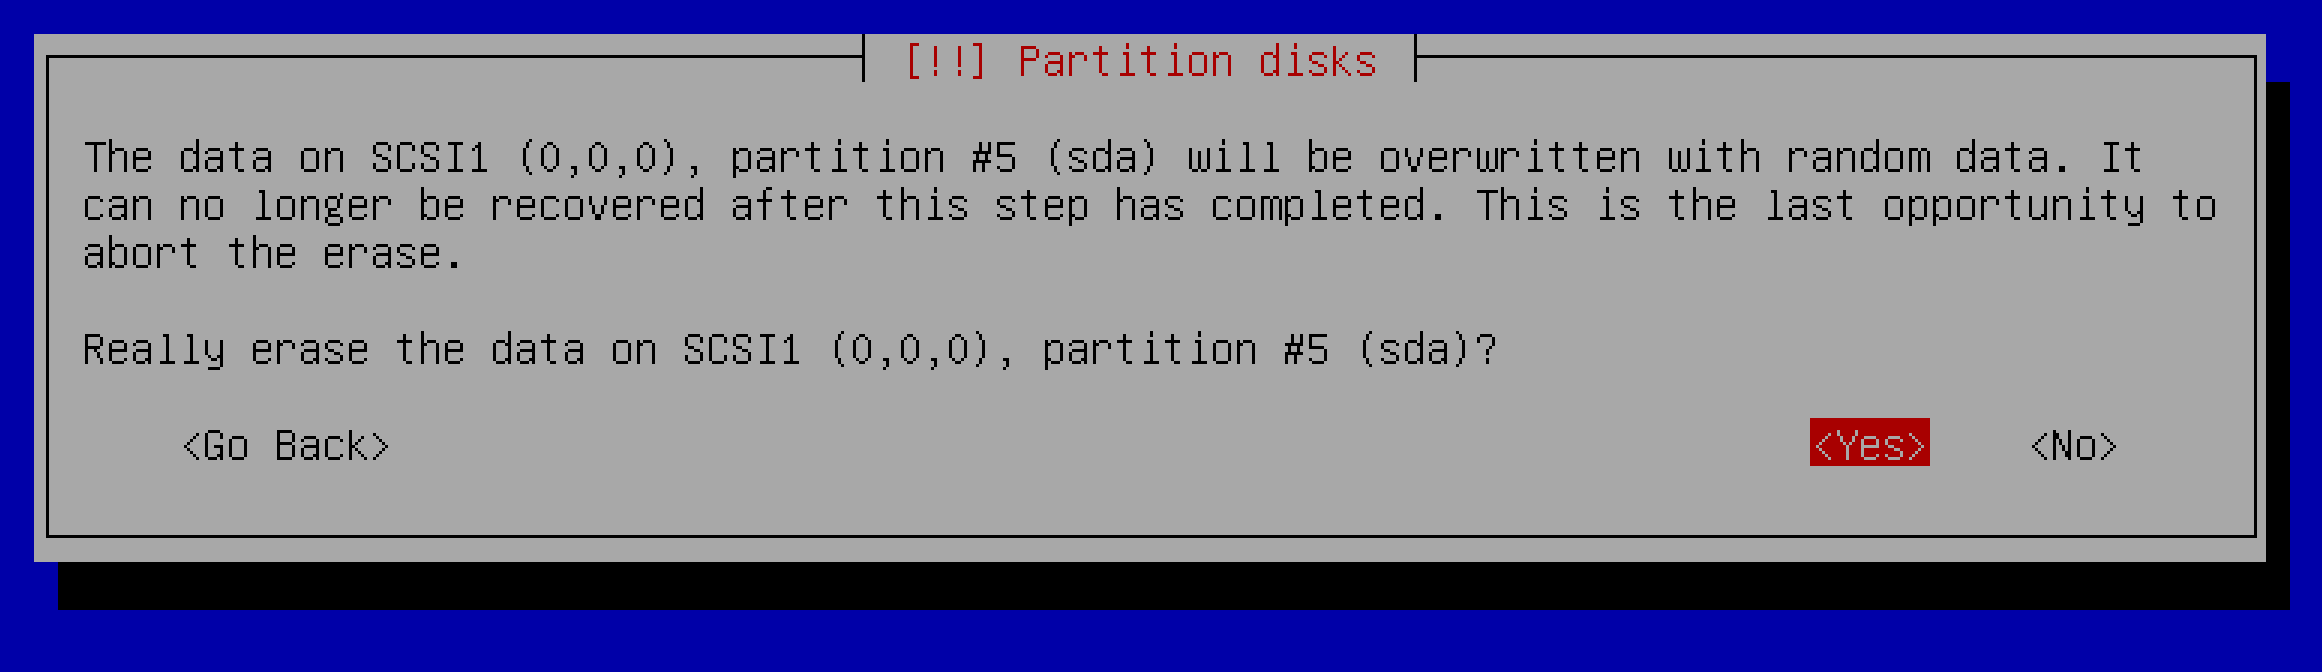 [!!] Partition disks
The data on SCSI1 (0,0,0), partition #5 (sda) will be overwritten with random data. It
can no longer be recovered after this step has completed. This is the last opportunity to
abort the erase.
Really erase the data on SCSI1 (0,0,0), partition #5 (sda)?
<Go Back> <Yes> <No>